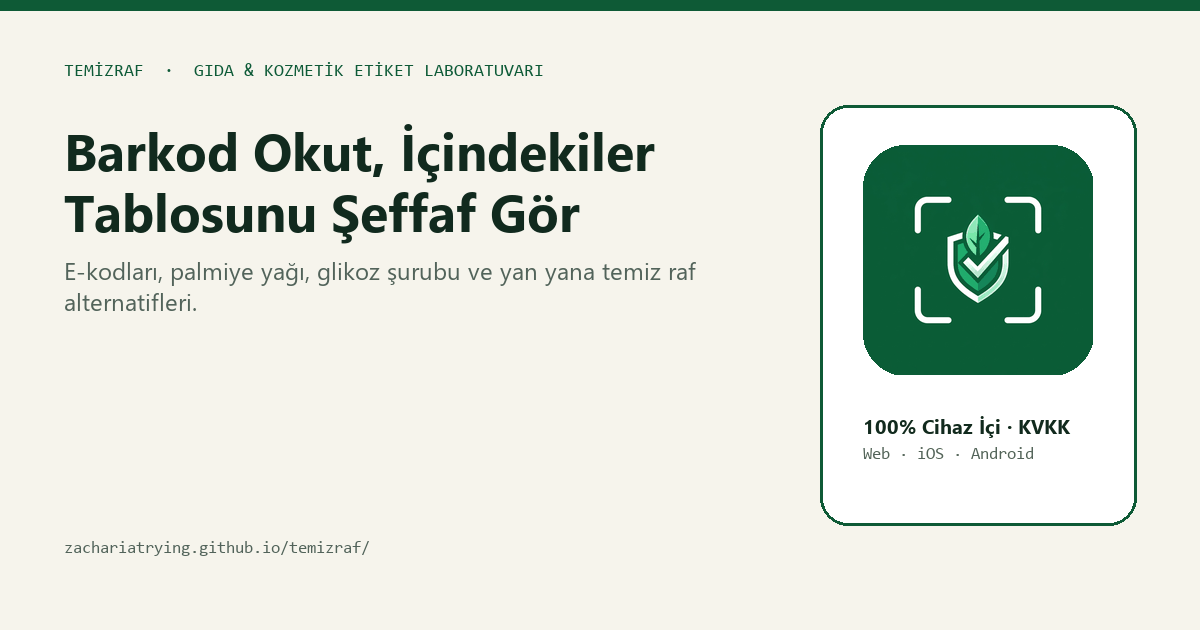 TEMİZRAF · GIDA & KOZMETİK ETİKET LABORATUVARI
Barkod Okut, İçindekiler
Tablosunu Şeffaf Gör
E-kodları, palmiye yağı, glikoz şurubu ve yan yana temiz raf
alternatifleri.
100% Cihaz İçi · KVKK
Web · iOS · Android
zachariatrying.github.io/temizraf/